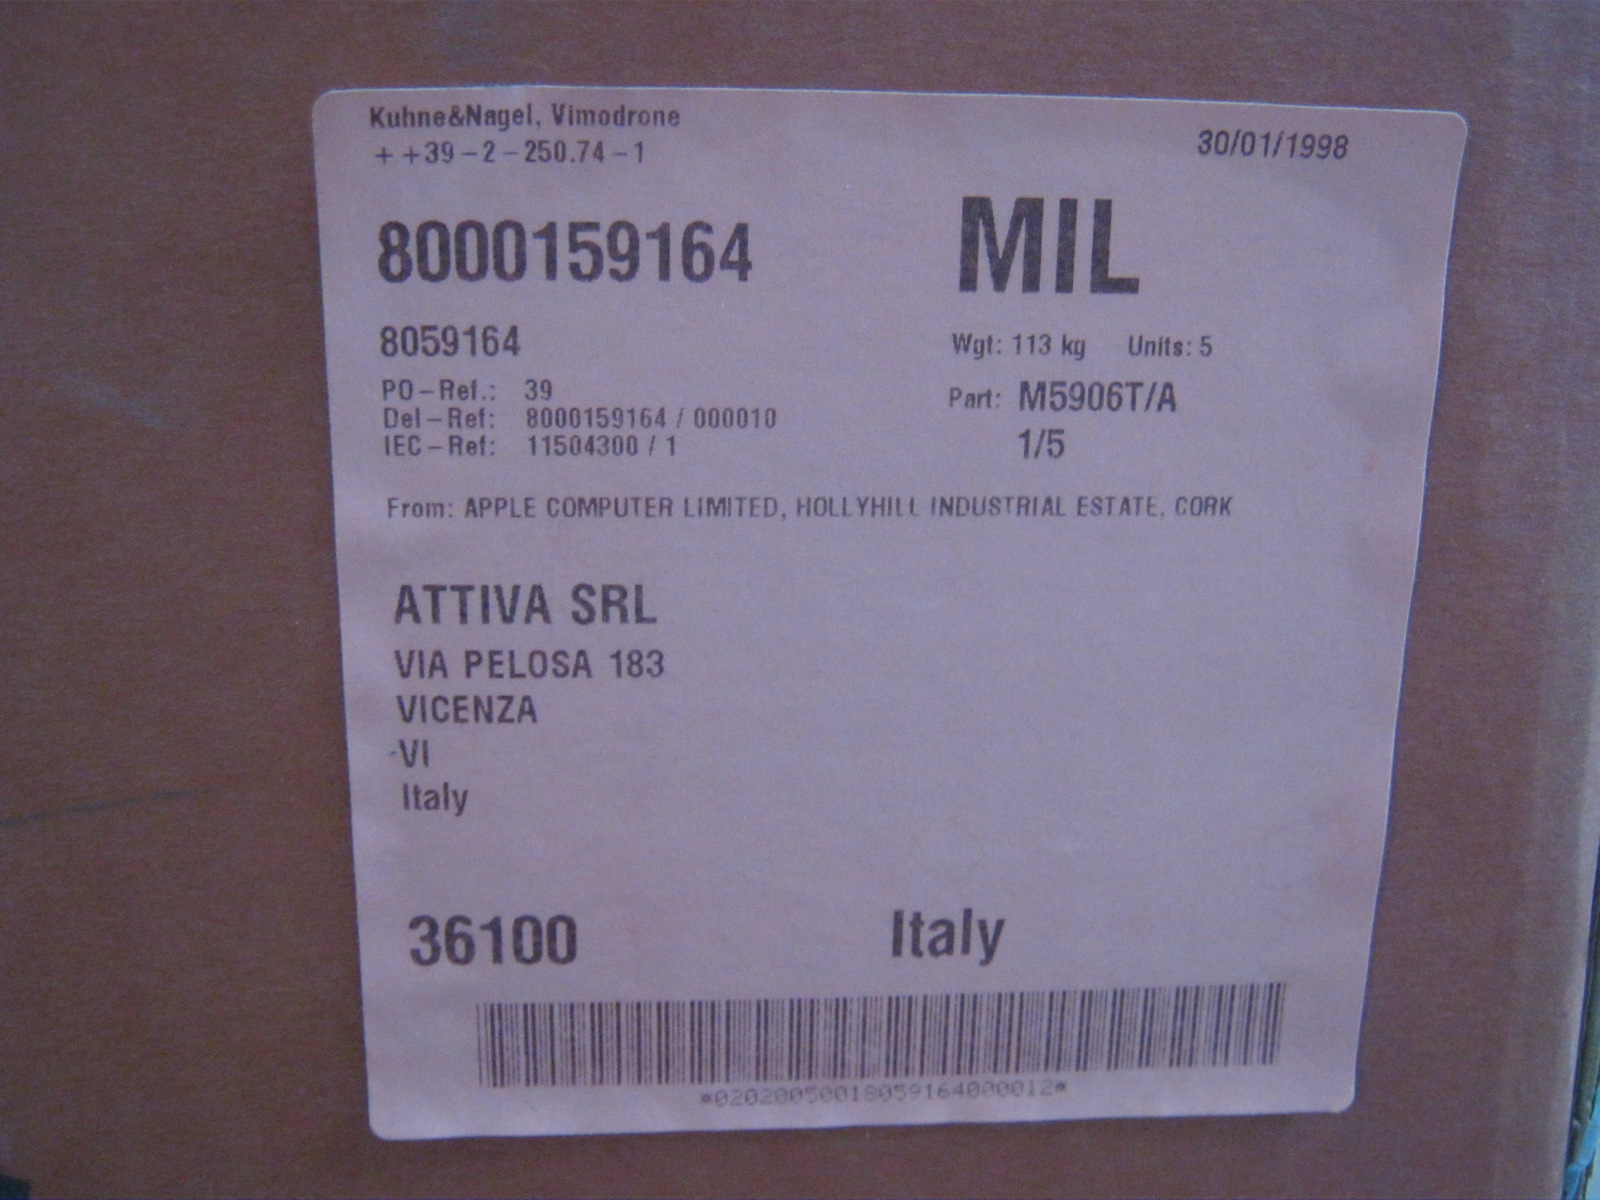 Kuhne&Nagel, Vimodrone
++39-2-250.74-1
30/01/1998
8000159164
MIL
8059164
Wgt: 113 kg Units: 5
PO-Ref.: 39
Del-Ref: 8000159164 / 000010
IEC-Ref: 11504300 / 1
Part: M5906T/A
1/5
From: APPLE COMPUTER LIMITED, HOLLYHILL INDUSTRIAL ESTATE, CORK
ATTIVA SRL
VIA PELOSA 183
VICENZA
-VI
Italy
36100 Italy
*02020050018059164000012*